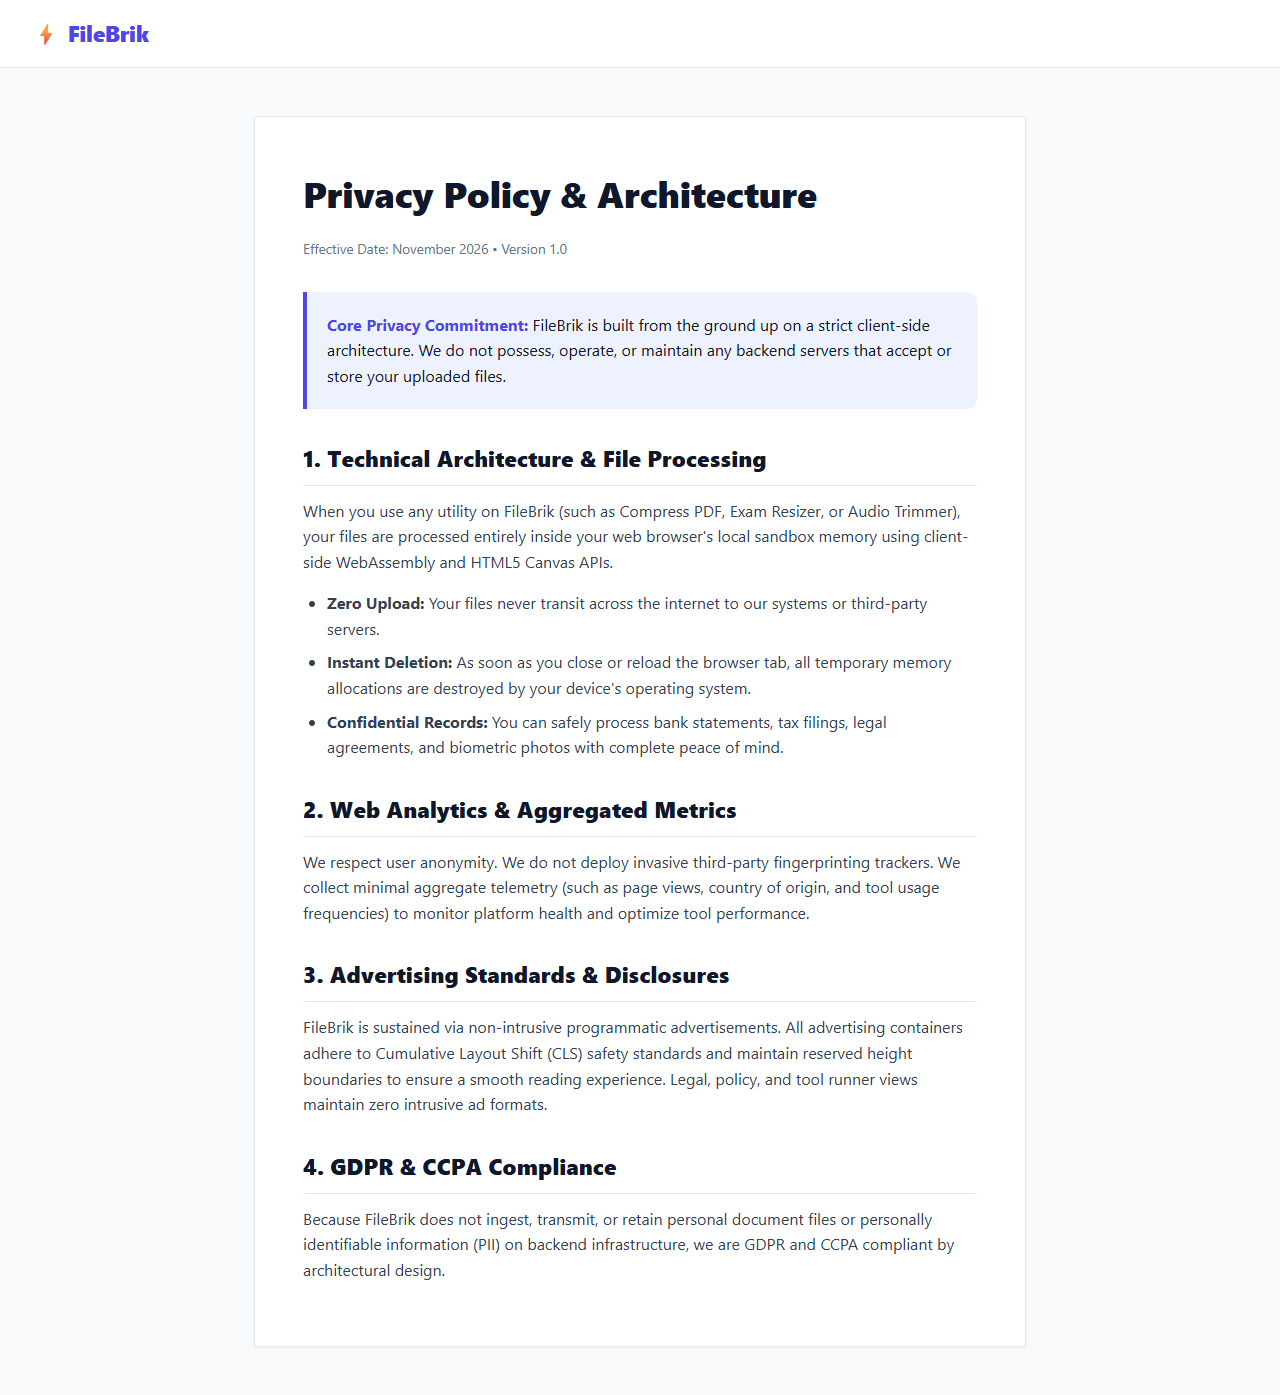 FileBrik
Privacy Policy & Architecture
Effective Date: November 2026 • Version 1.0
Core Privacy Commitment: FileBrik is built from the ground up on a strict client-side
architecture. We do not possess, operate, or maintain any backend servers that accept or
store your uploaded files.
1. Technical Architecture & File Processing
When you use any utility on FileBrik (such as Compress PDF, Exam Resizer, or Audio Trimmer),
your files are processed entirely inside your web browser's local sandbox memory using client-
side WebAssembly and HTML5 Canvas APIs.
• Zero Upload: Your files never transit across the internet to our systems or third-party
servers.
• Instant Deletion: As soon as you close or reload the browser tab, all temporary memory
allocations are destroyed by your device's operating system.
• Confidential Records: You can safely process bank statements, tax filings, legal
agreements, and biometric photos with complete peace of mind.
2. Web Analytics & Aggregated Metrics
We respect user anonymity. We do not deploy invasive third-party fingerprinting trackers. We
collect minimal aggregate telemetry (such as page views, country of origin, and tool usage
frequencies) to monitor platform health and optimize tool performance.
3. Advertising Standards & Disclosures
FileBrik is sustained via non-intrusive programmatic advertisements. All advertising containers
adhere to Cumulative Layout Shift (CLS) safety standards and maintain reserved height
boundaries to ensure a smooth reading experience. Legal, policy, and tool runner views
maintain zero intrusive ad formats.
4. GDPR & CCPA Compliance
Because FileBrik does not ingest, transmit, or retain personal document files or personally
identifiable information (PII) on backend infrastructure, we are GDPR and CCPA compliant by
architectural design.